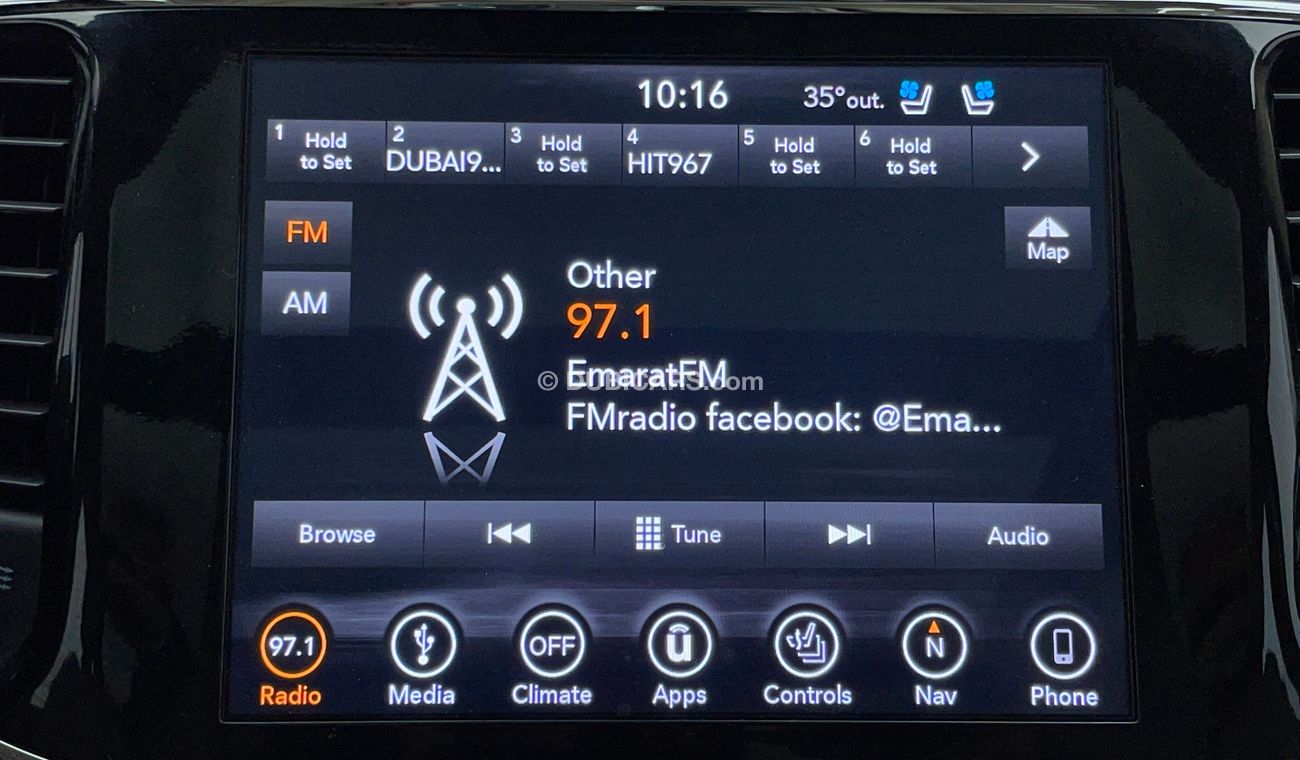 10:16 35°out.
1 Hold to Set
2 DUBAI9...
3 Hold to Set
4 HIT967
5 Hold to Set
6 Hold to Set
FM
Map
AM
Other
97.1
EmaratFM
© DUBICARS.com
FMradio facebook: @Ema...
Browse Tune Audio
97.1 OFF u N
Radio Media Climate Apps Controls Nav Phone